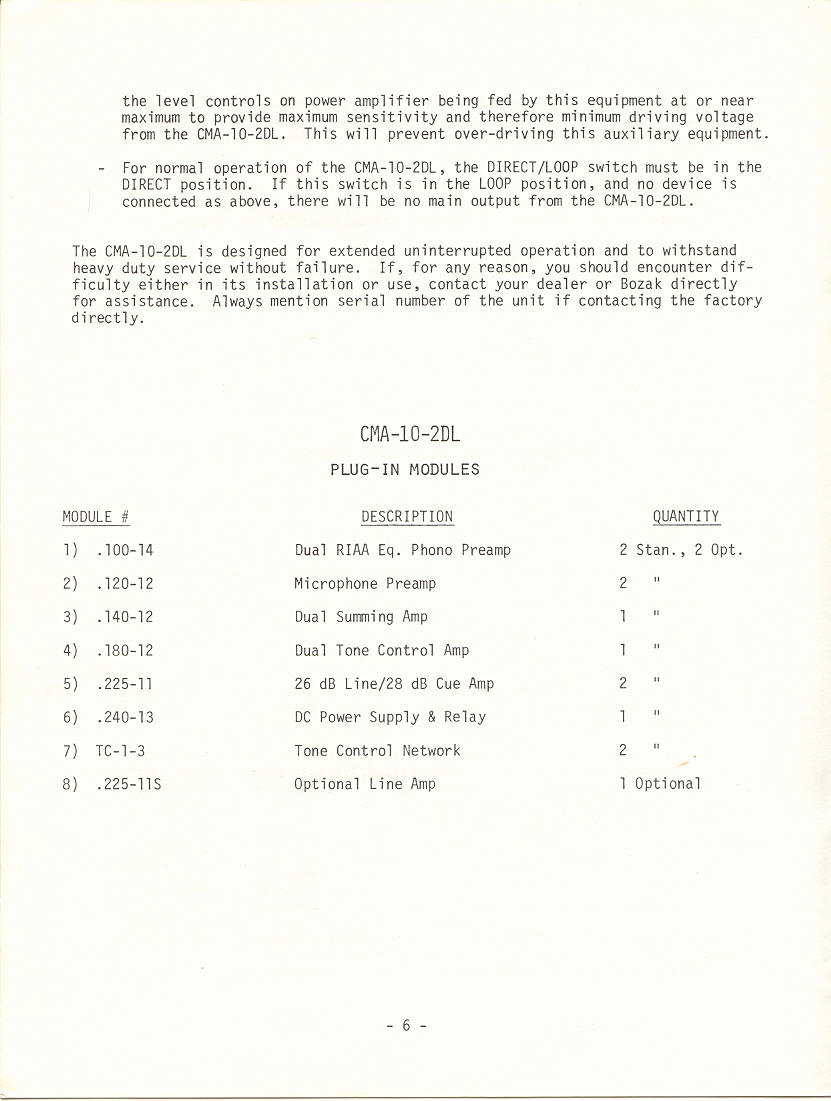 the level controls on power amplifier being fed by this equipment at or near
maximum to provide maximum sensitivity and therefore minimum driving voltage
from the CMA-10-2DL. This will prevent over-driving this auxiliary equipment.
- For normal operation of the CMA-10-2DL, the DIRECT/LOOP switch must be in the
DIRECT position. If this switch is in the LOOP position, and no device is
connected as above, there will be no main output from the CMA-10-2DL.
The CMA-10-2DL is designed for extended uninterrupted operation and to withstand
heavy duty service without failure. If, for any reason, you should encounter dif-
ficulty either in its installation or use, contact your dealer or Bozak directly
for assistance. Always mention serial number of the unit if contacting the factory
directly.
CMA-10-2DL
PLUG-IN MODULES
MODULE # DESCRIPTION QUANTITY
1) .100-14 Dual RIAA Eq. Phono Preamp 2 Stan., 2 Opt.
2) .120-12 Microphone Preamp 2 "
3) .140-12 Dual Summing Amp 1 "
4) .180-12 Dual Tone Control Amp 1 "
5) .225-11 26 dB Line/28 dB Cue Amp 2 "
6) .240-13 DC Power Supply & Relay 1 "
7) TC-1-3 Tone Control Network 2 "
8) .225-11S Optional Line Amp 1 Optional
- 6 -